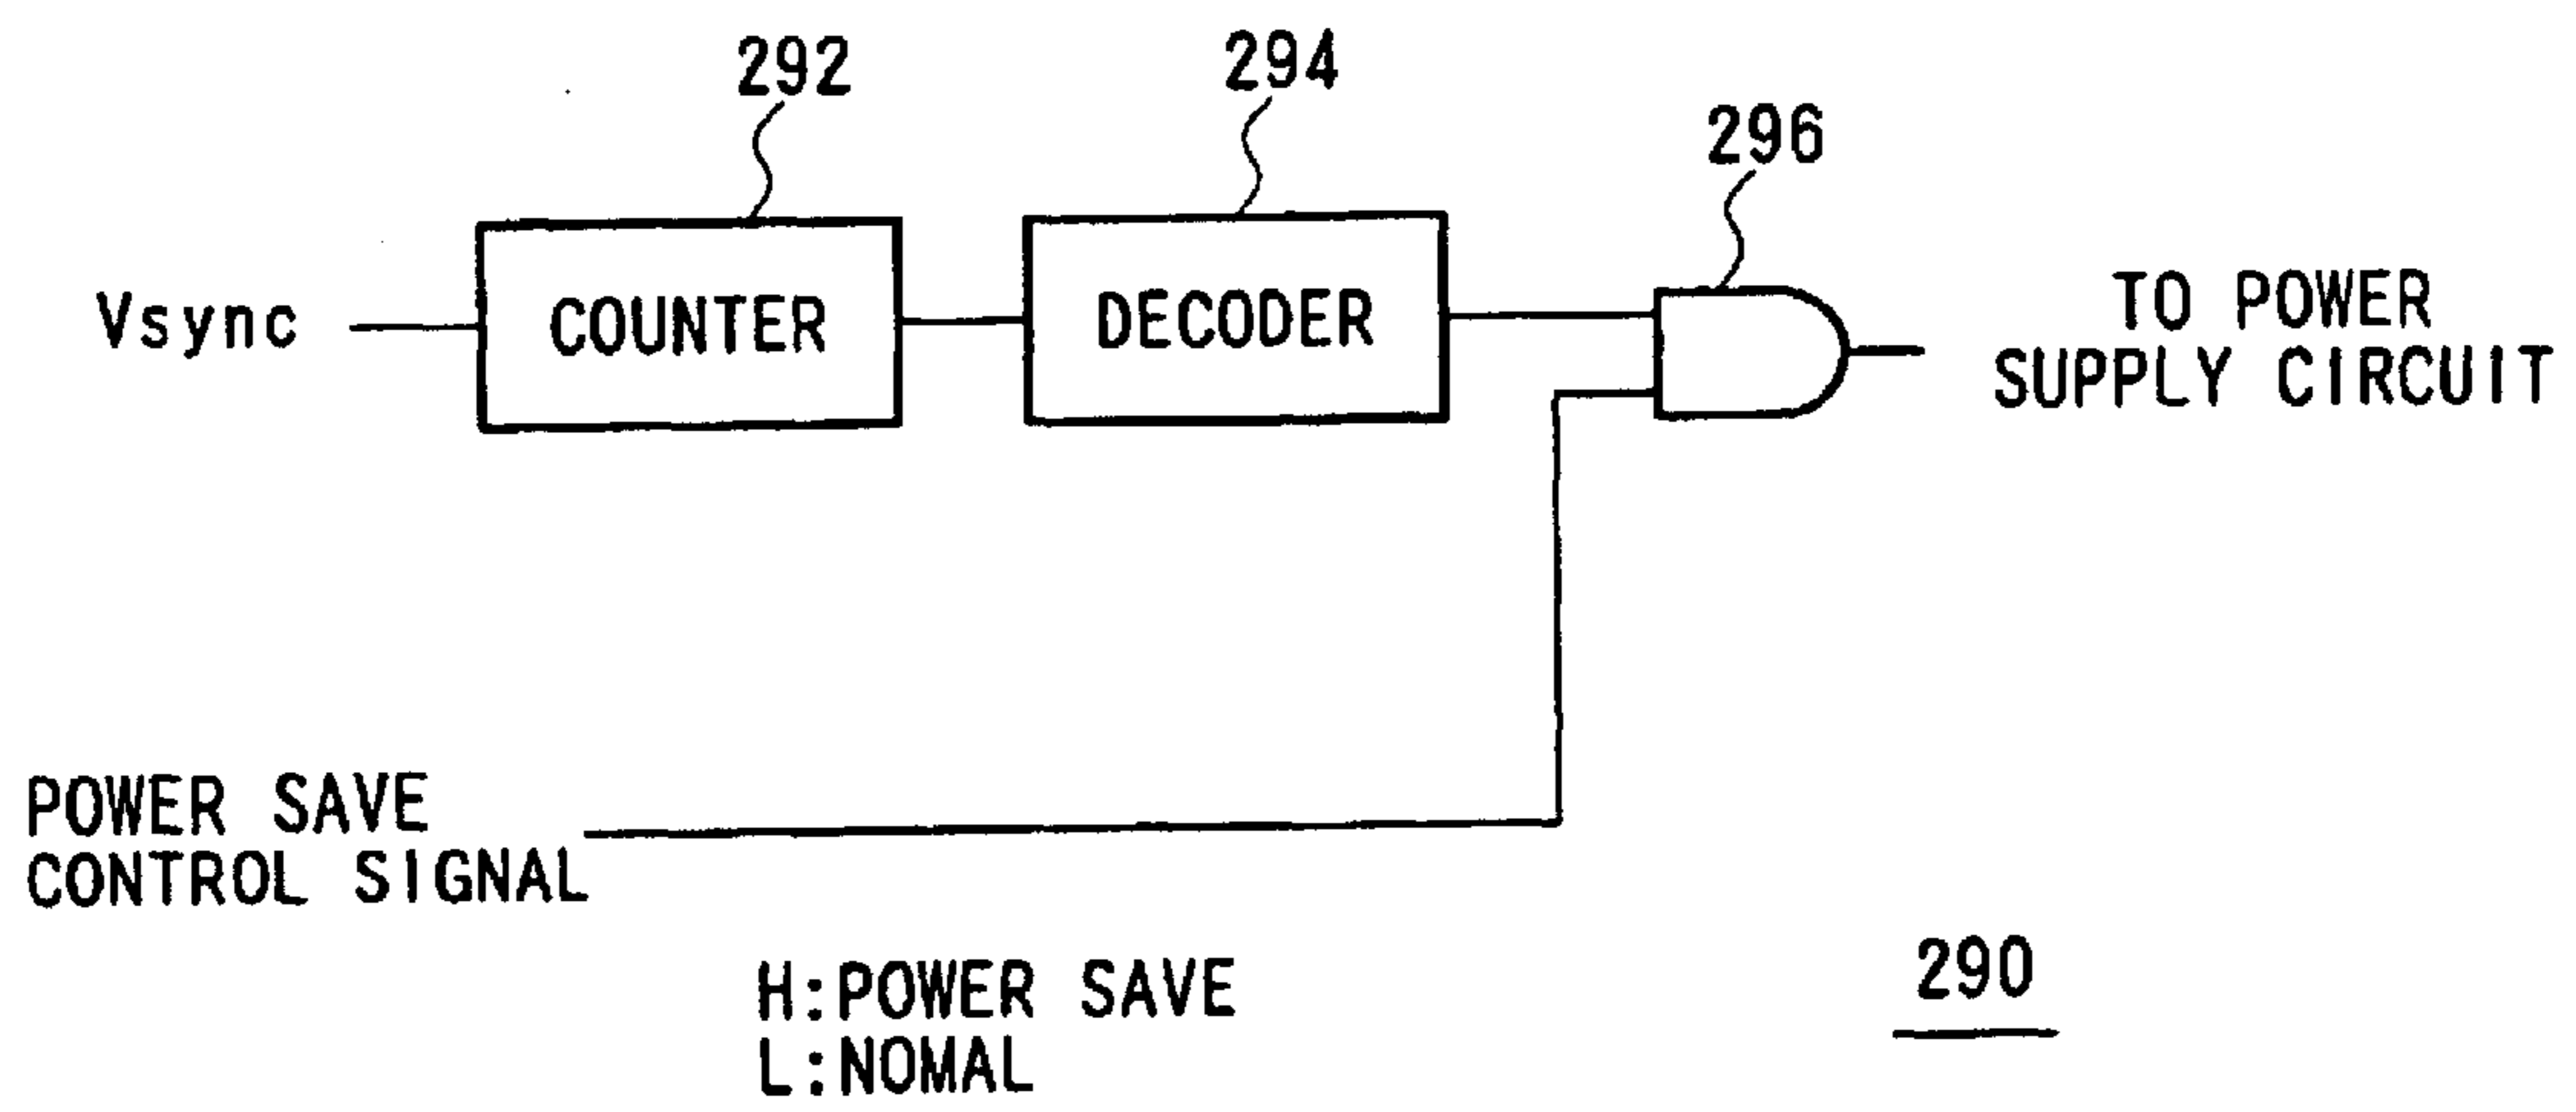 292
294
296
Vsync
COUNTER
DECODER
TO POWER
SUPPLY CIRCUIT
POWER SAVE
CONTROL SIGNAL
H:POWER SAVE
L:NOMAL
290